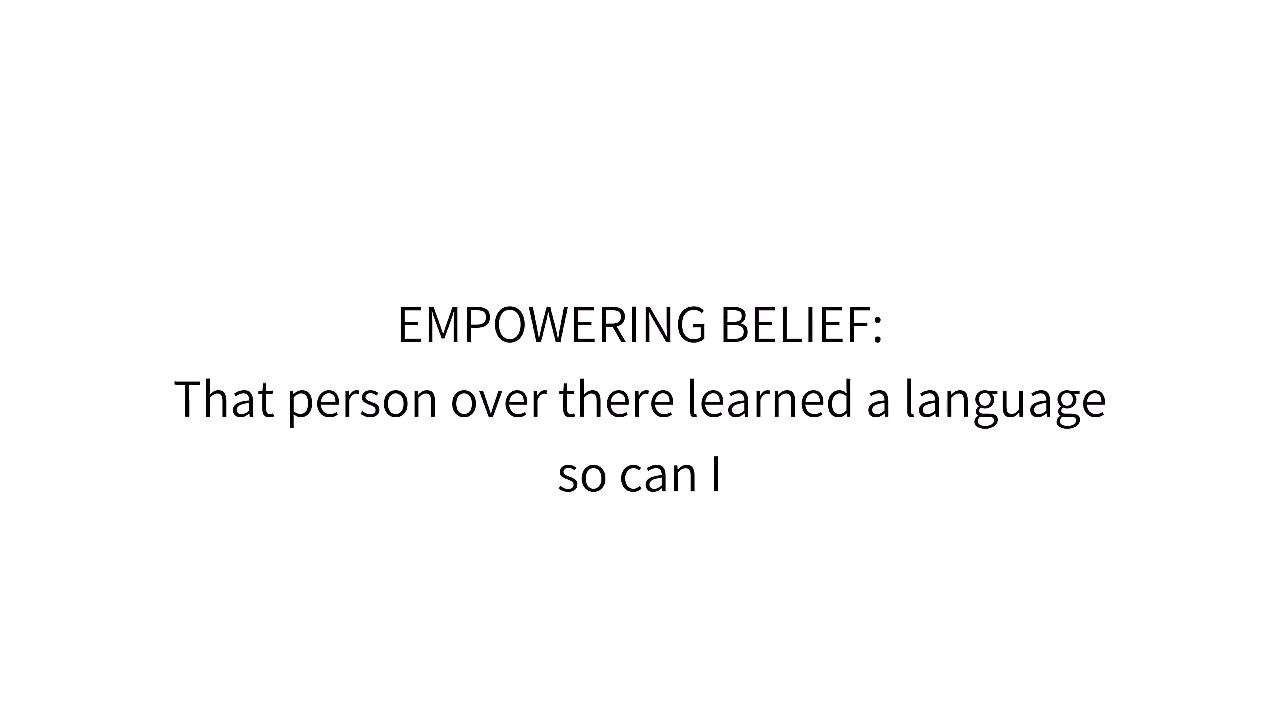 EMPOWERING BELIEF:
That person over there learned a language
so can I